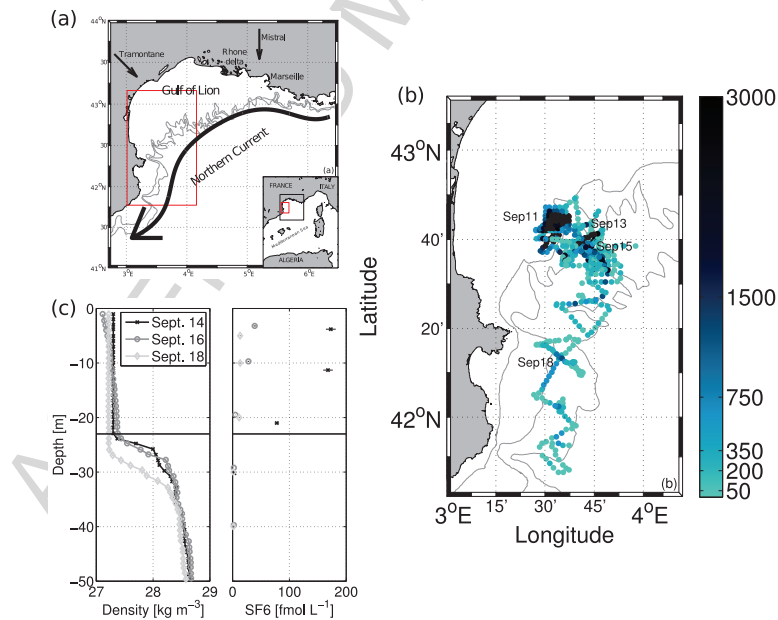 (a)
44°N
30'
43°N
30'
42°N
30'
41°N
3°E
4°E
5°E
6°E
Tramontane
Mistral
Rhone
delta
Marseille
Gulf of Lion
Northern Current
(a)
FRANCE
ITALY
Mediterranean Sea
ALGERIA
(b)
43°N
40'
20'
42°N
Latitude
Sep11
Sep13
Sep15
Sep18
(b)
3°E
15'
30'
45'
4°E
Longitude
3000
1500
750
350
200
50
(c)
0
−10
−20
−30
−40
−50
Depth [m]
Sept. 14
Sept. 16
Sept. 18
27
28
29
Density [kg m⁻³]
0
100
200
SF6 [fmol L⁻¹]